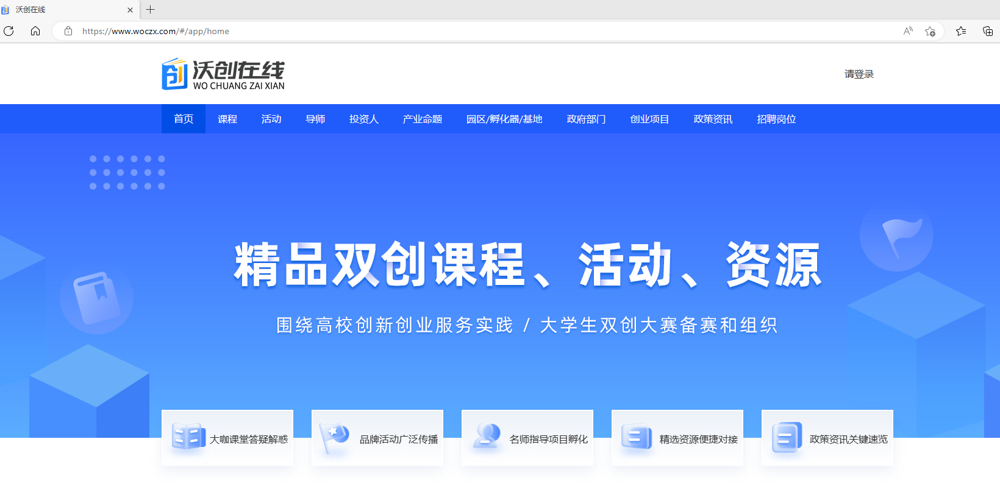 沃创在线
https://www.woczx.com/#/app/home
创 沃创在线
WO CHUANG ZAI XIAN
请登录
首页 课程 活动 导师 投资人 产业命题 园区/孵化器/基地 政府部门 创业项目 政策资讯 招聘岗位
精品双创课程、活动、资源
围绕高校创新创业服务实践 / 大学生双创大赛备赛和组织
大咖课堂答疑解惑 品牌活动广泛传播 名师指导项目孵化 精选资源便捷对接 政策资讯关键速览